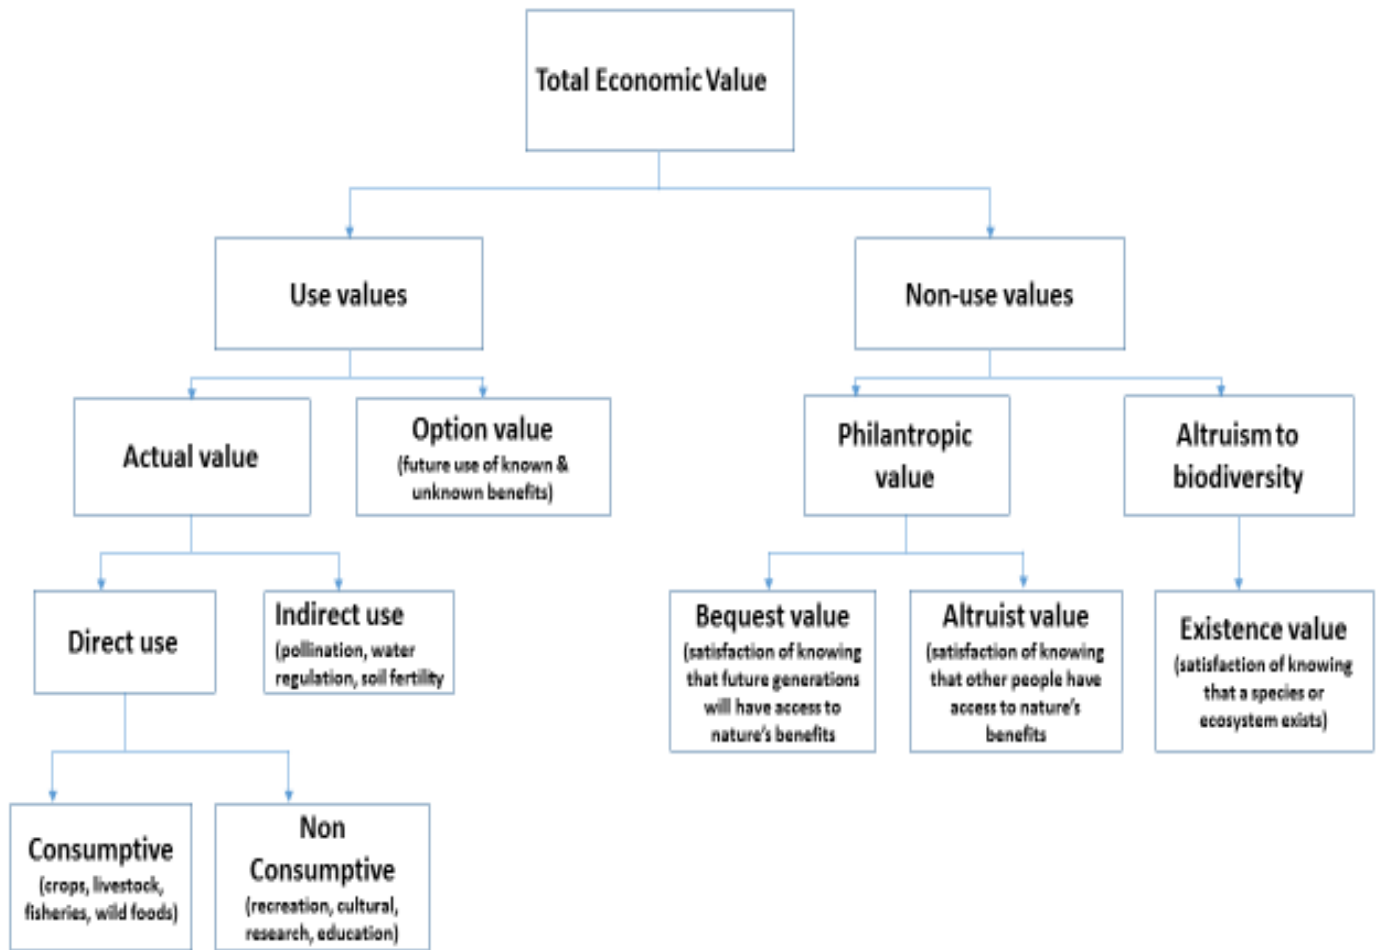 Total Economic Value
Use values
Non-use values
Actual value
Option value
(future use of known &
unknown benefits)
Philantropic
value
Altruism to
biodiversity
Direct use
Indirect use
(pollination, water
regulation, soil fertility
Bequest value
(satisfaction of knowing
that future generations
will have access to
nature's benefits
Altruist value
(satisfaction of knowing
that other people have
access to nature's
benefits
Existence value
(satisfaction of knowing
that a species or
ecosystem exists)
Consumptive
(crops, livestock,
fisheries, wild foods)
Non
Consumptive
(recreation, cultural,
research, education)